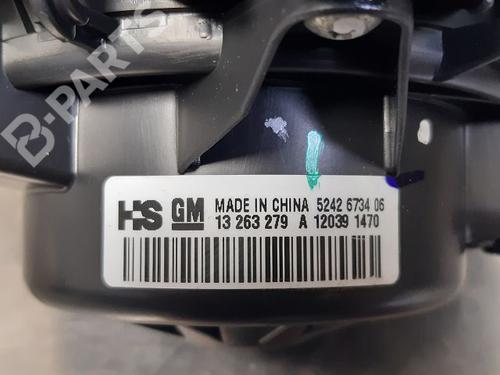 B-PARTS
HS GM MADE IN CHINA 5242 6734 06
13 263 279 A 12039 1470